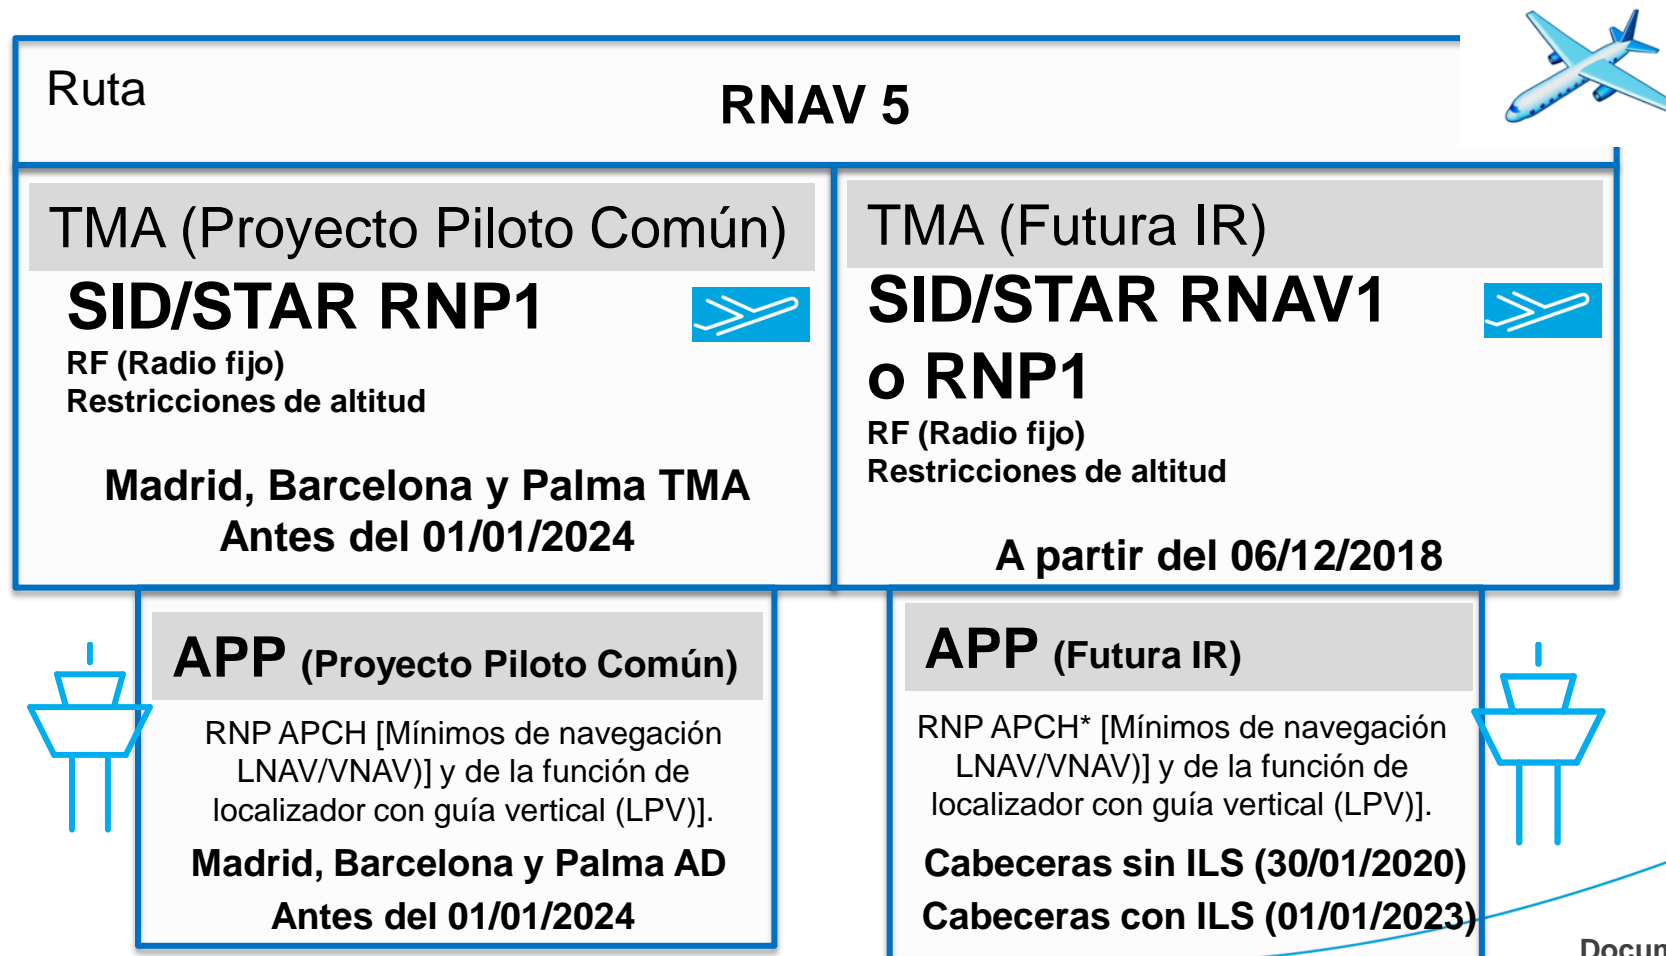 Ruta
RNAV 5
TMA (Proyecto Piloto Común)
SID/STAR RNP1
RF (Radio fijo)
Restricciones de altitud
Madrid, Barcelona y Palma TMA
Antes del 01/01/2024
TMA (Futura IR)
SID/STAR RNAV1
o RNP1
RF (Radio fijo)
Restricciones de altitud
A partir del 06/12/2018
APP (Proyecto Piloto Común)
RNP APCH [Mínimos de navegación
LNAV/VNAV)] y de la función de
localizador con guía vertical (LPV)].
Madrid, Barcelona y Palma AD
Antes del 01/01/2024
APP (Futura IR)
RNP APCH* [Mínimos de navegación
LNAV/VNAV)] y de la función de
localizador con guía vertical (LPV)].
Cabeceras sin ILS (30/01/2020)
Cabeceras con ILS (01/01/2023)